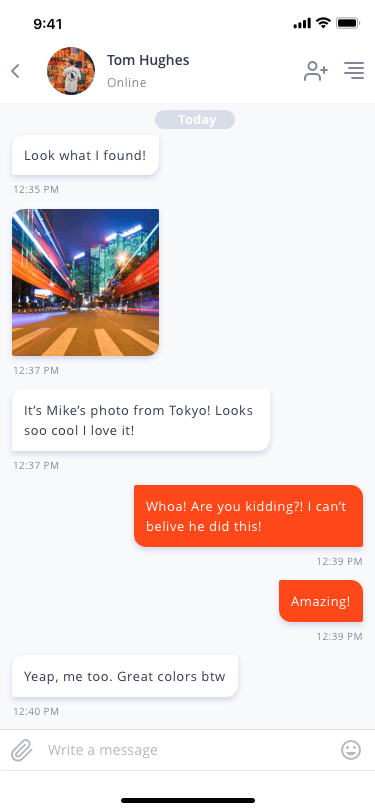 9:41
Tom Hughes
Online
Today
Look what I found!
12:35 PM
12:37 PM
It’s Mike’s photo from Tokyo! Looks
soo cool I love it!
12:37 PM
Whoa! Are you kidding?! I can’t
belive he did this!
12:39 PM
Amazing!
12:39 PM
Yeap, me too. Great colors btw
12:40 PM
Write a message